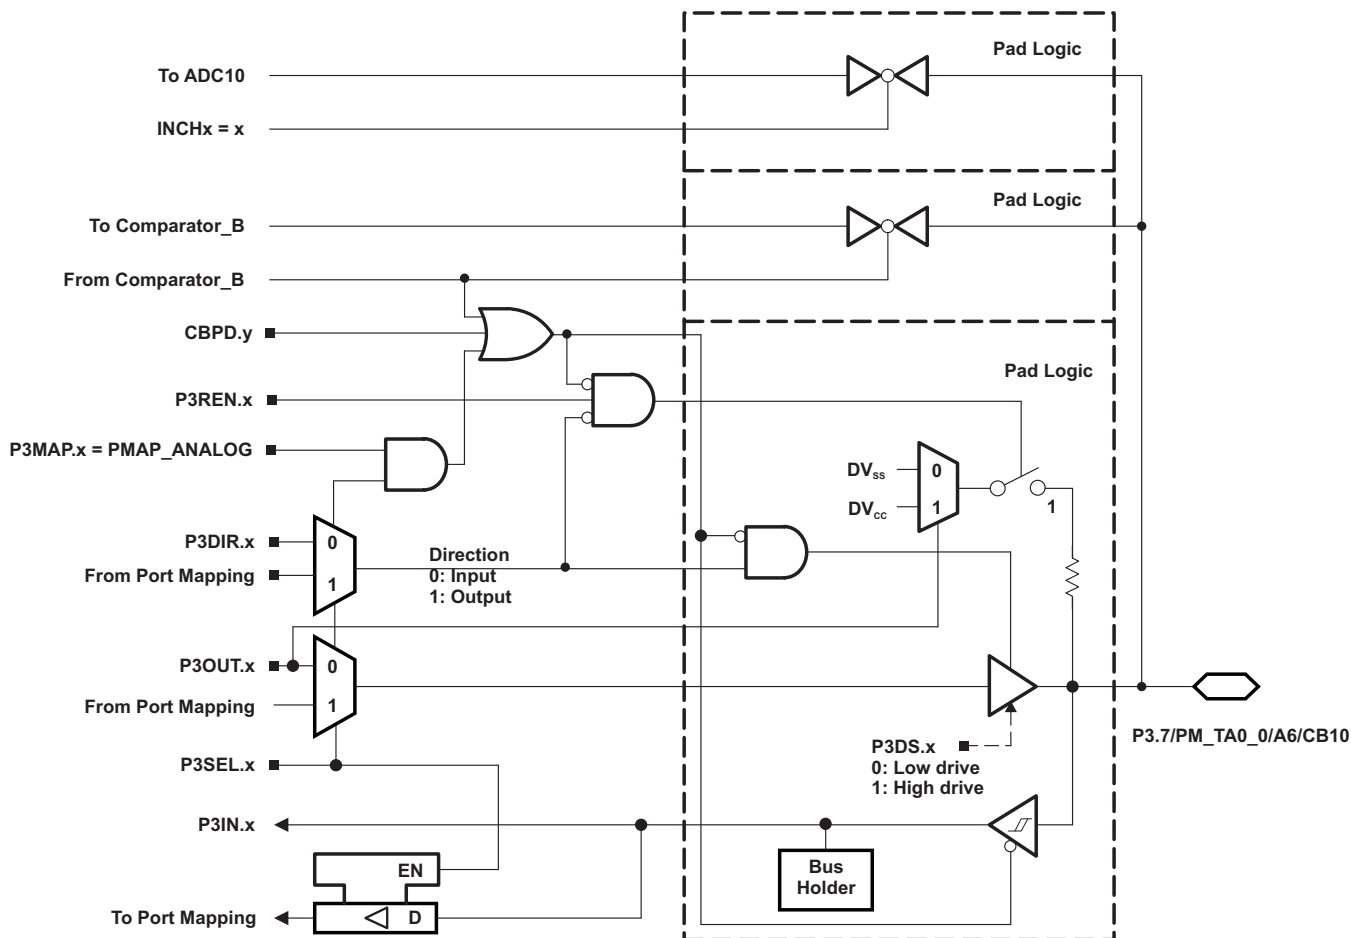 Pad Logic
To ADC10
INCHx = x
Pad Logic
To Comparator_B
From Comparator_B
CBPD.y
Pad Logic
P3REN.x
P3MAP.x = PMAP_ANALOG
DVss
0
DVcc
1
1
P3DIR.x
0
Direction
From Port Mapping
1
0: Input
1: Output
P3OUT.x
0
From Port Mapping
1
P3.7/PM_TA0_0/A6/CB10
P3DS.x
0: Low drive
1: High drive
P3SEL.x
P3IN.x
EN
Bus
Holder
To Port Mapping
D